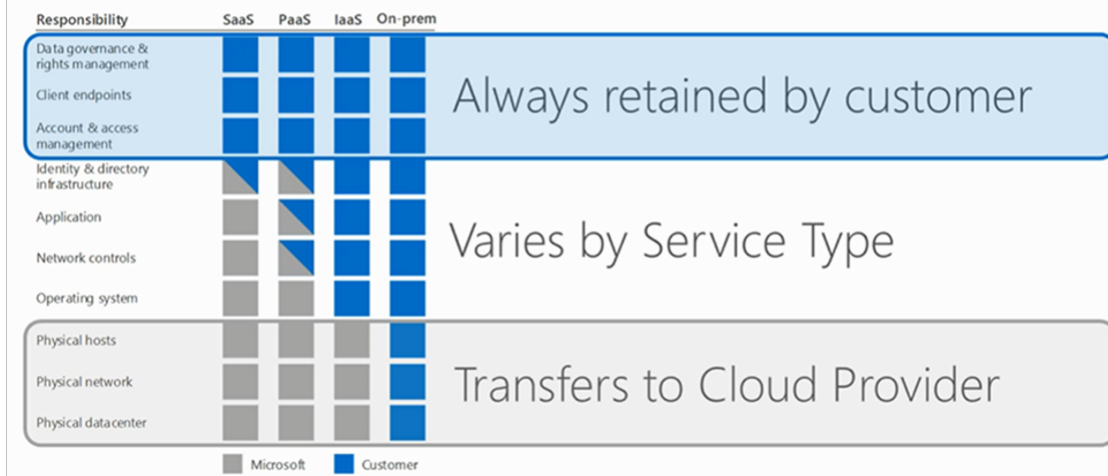 Responsibility SaaS PaaS IaaS On-prem
Data governance &
rights management
Client endpoints
Account & access
management
Always retained by customer
Identity & directory
infrastructure
Application
Network controls
Operating system
Varies by Service Type
Physical hosts
Physical network
Physical datacenter
Transfers to Cloud Provider
Microsoft Customer